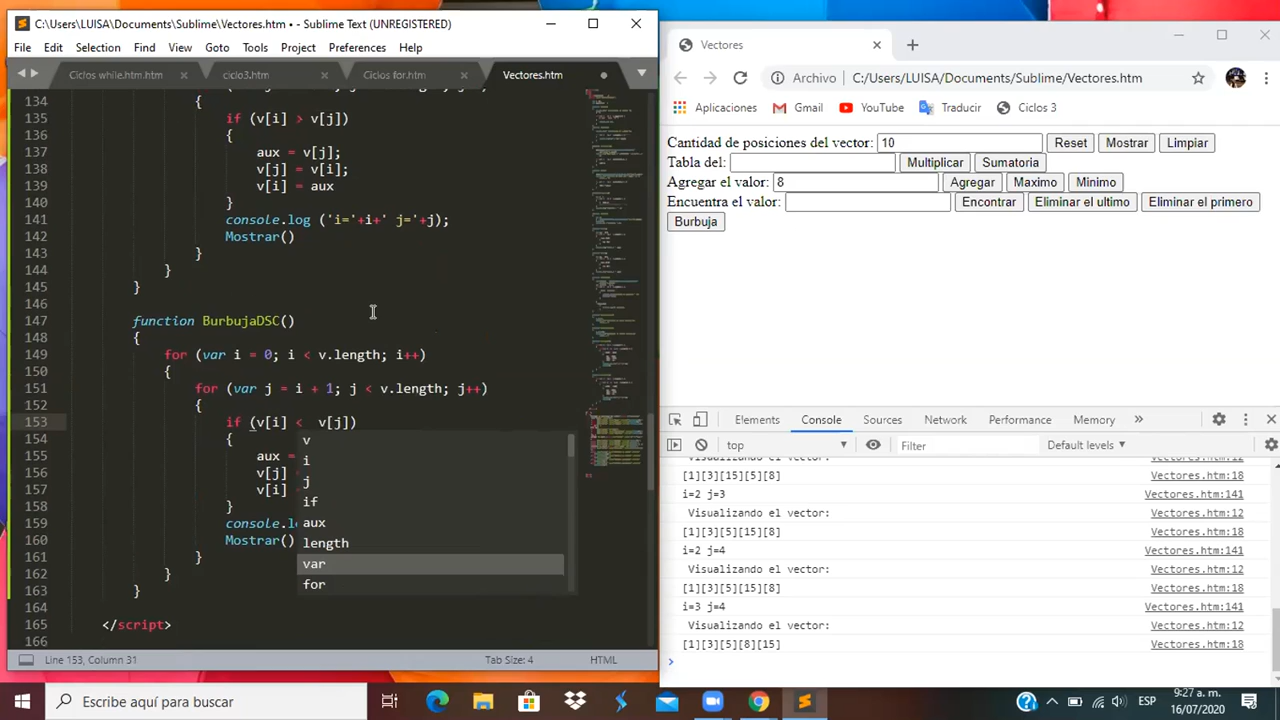 C:\Users\LUISA\Documents\Sublime\Vectores.htm • - Sublime Text (UNREGISTERED)
File Edit Selection Find View Goto Tools Project Preferences Help
Ciclos while.htm.htm ciclo3.htm Ciclos for.htm Vectores.htm
134 {
135 if (v[i] > v[j])
136 {
137 aux = v[j]
138 v[j] = v[i];
139 v[i] = aux
140 }
141 console.log ( i= '+i+' j='+j);
142 Mostrar()
143 }
144 }
145 }
146
147 function BurbujaDSC()
148 {
149 for (var i = 0; i < v.length; i++)
150 {
151 for (var j = i + 1; < v.length; j++)
152 {
153 if (v[i] < v[j])
154 {
aux =
v[j]
157 v[i]
158 }
159 console.lo
160 Mostrar()
161 }
162 }
163 }
164
165 </script>
166
v
i
j
if
aux
length
var
for
Line 153, Column 31 Tab Size: 4 HTML
Vectores
Archivo C:/Users/LUISA/Documents/Sublime/Vectores.htm
Aplicaciones Gmail YouTube Traducir
Cantidad de posiciones del vector: 10 Mostrar Limpiar
Tabla del: Multiplicar Sumatoria
Agregar el valor: 8 Agregar Maximo Minimo
Encuentra el valor: Encontrar Eliminar el ultimo Eliminar el primero
Burbuja
Elements Console Sources Network Performance Memory »
top Filter
Visualizando el vector: Vectores.htm:12
[1][3][15][5][8] Vectores.htm:18
i=2 j=3 Vectores.htm:141
Visualizando el vector: Vectores.htm:12
[1][3][5][15][8] Vectores.htm:18
i=2 j=4 Vectores.htm:141
Visualizando el vector: Vectores.htm:12
[1][3][5][15][8] Vectores.htm:18
i=3 j=4 Vectores.htm:141
Visualizando el vector: Vectores.htm:12
[1][3][5][8][15] Vectores.htm:18
>
Escribe aquí para buscar
ESP
9:27 a. m.
16/07/2020